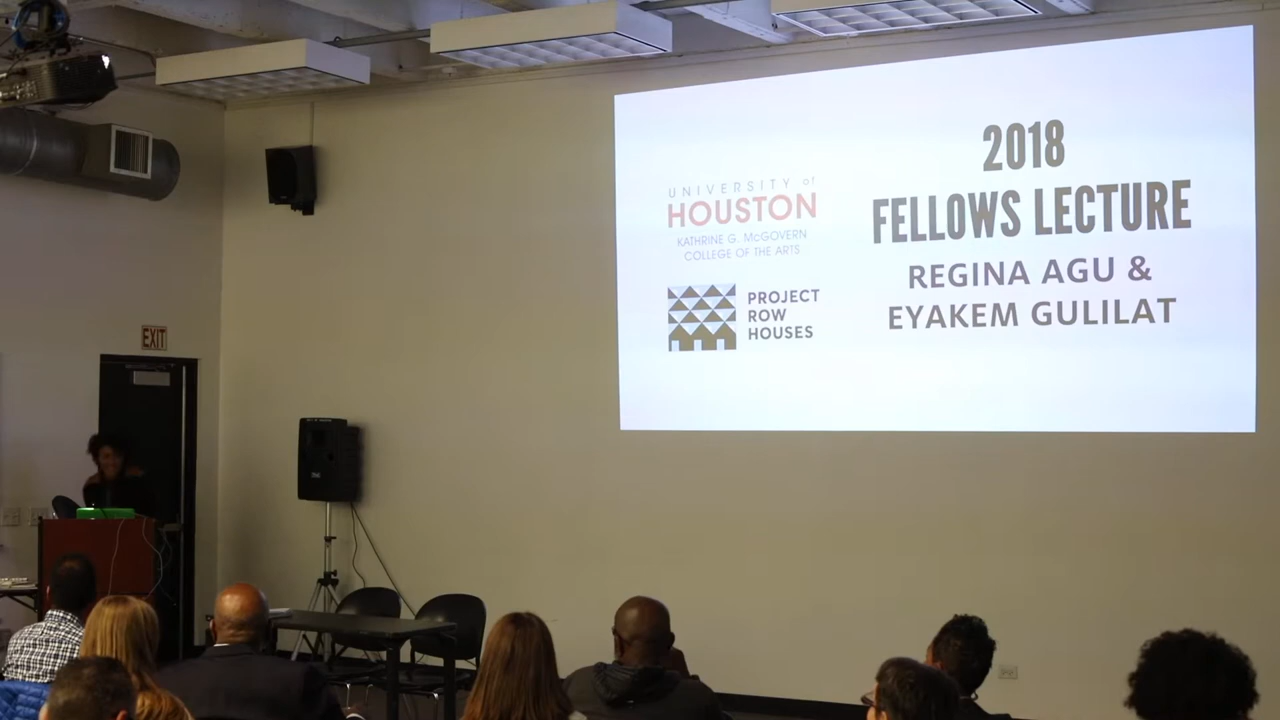 EXIT
UNIVERSITY of
HOUSTON
KATHRINE G. McGOVERN
COLLEGE OF THE ARTS
PROJECT
ROW
HOUSES
2018
FELLOWS LECTURE
REGINA AGU &
EYAKEM GULILAT